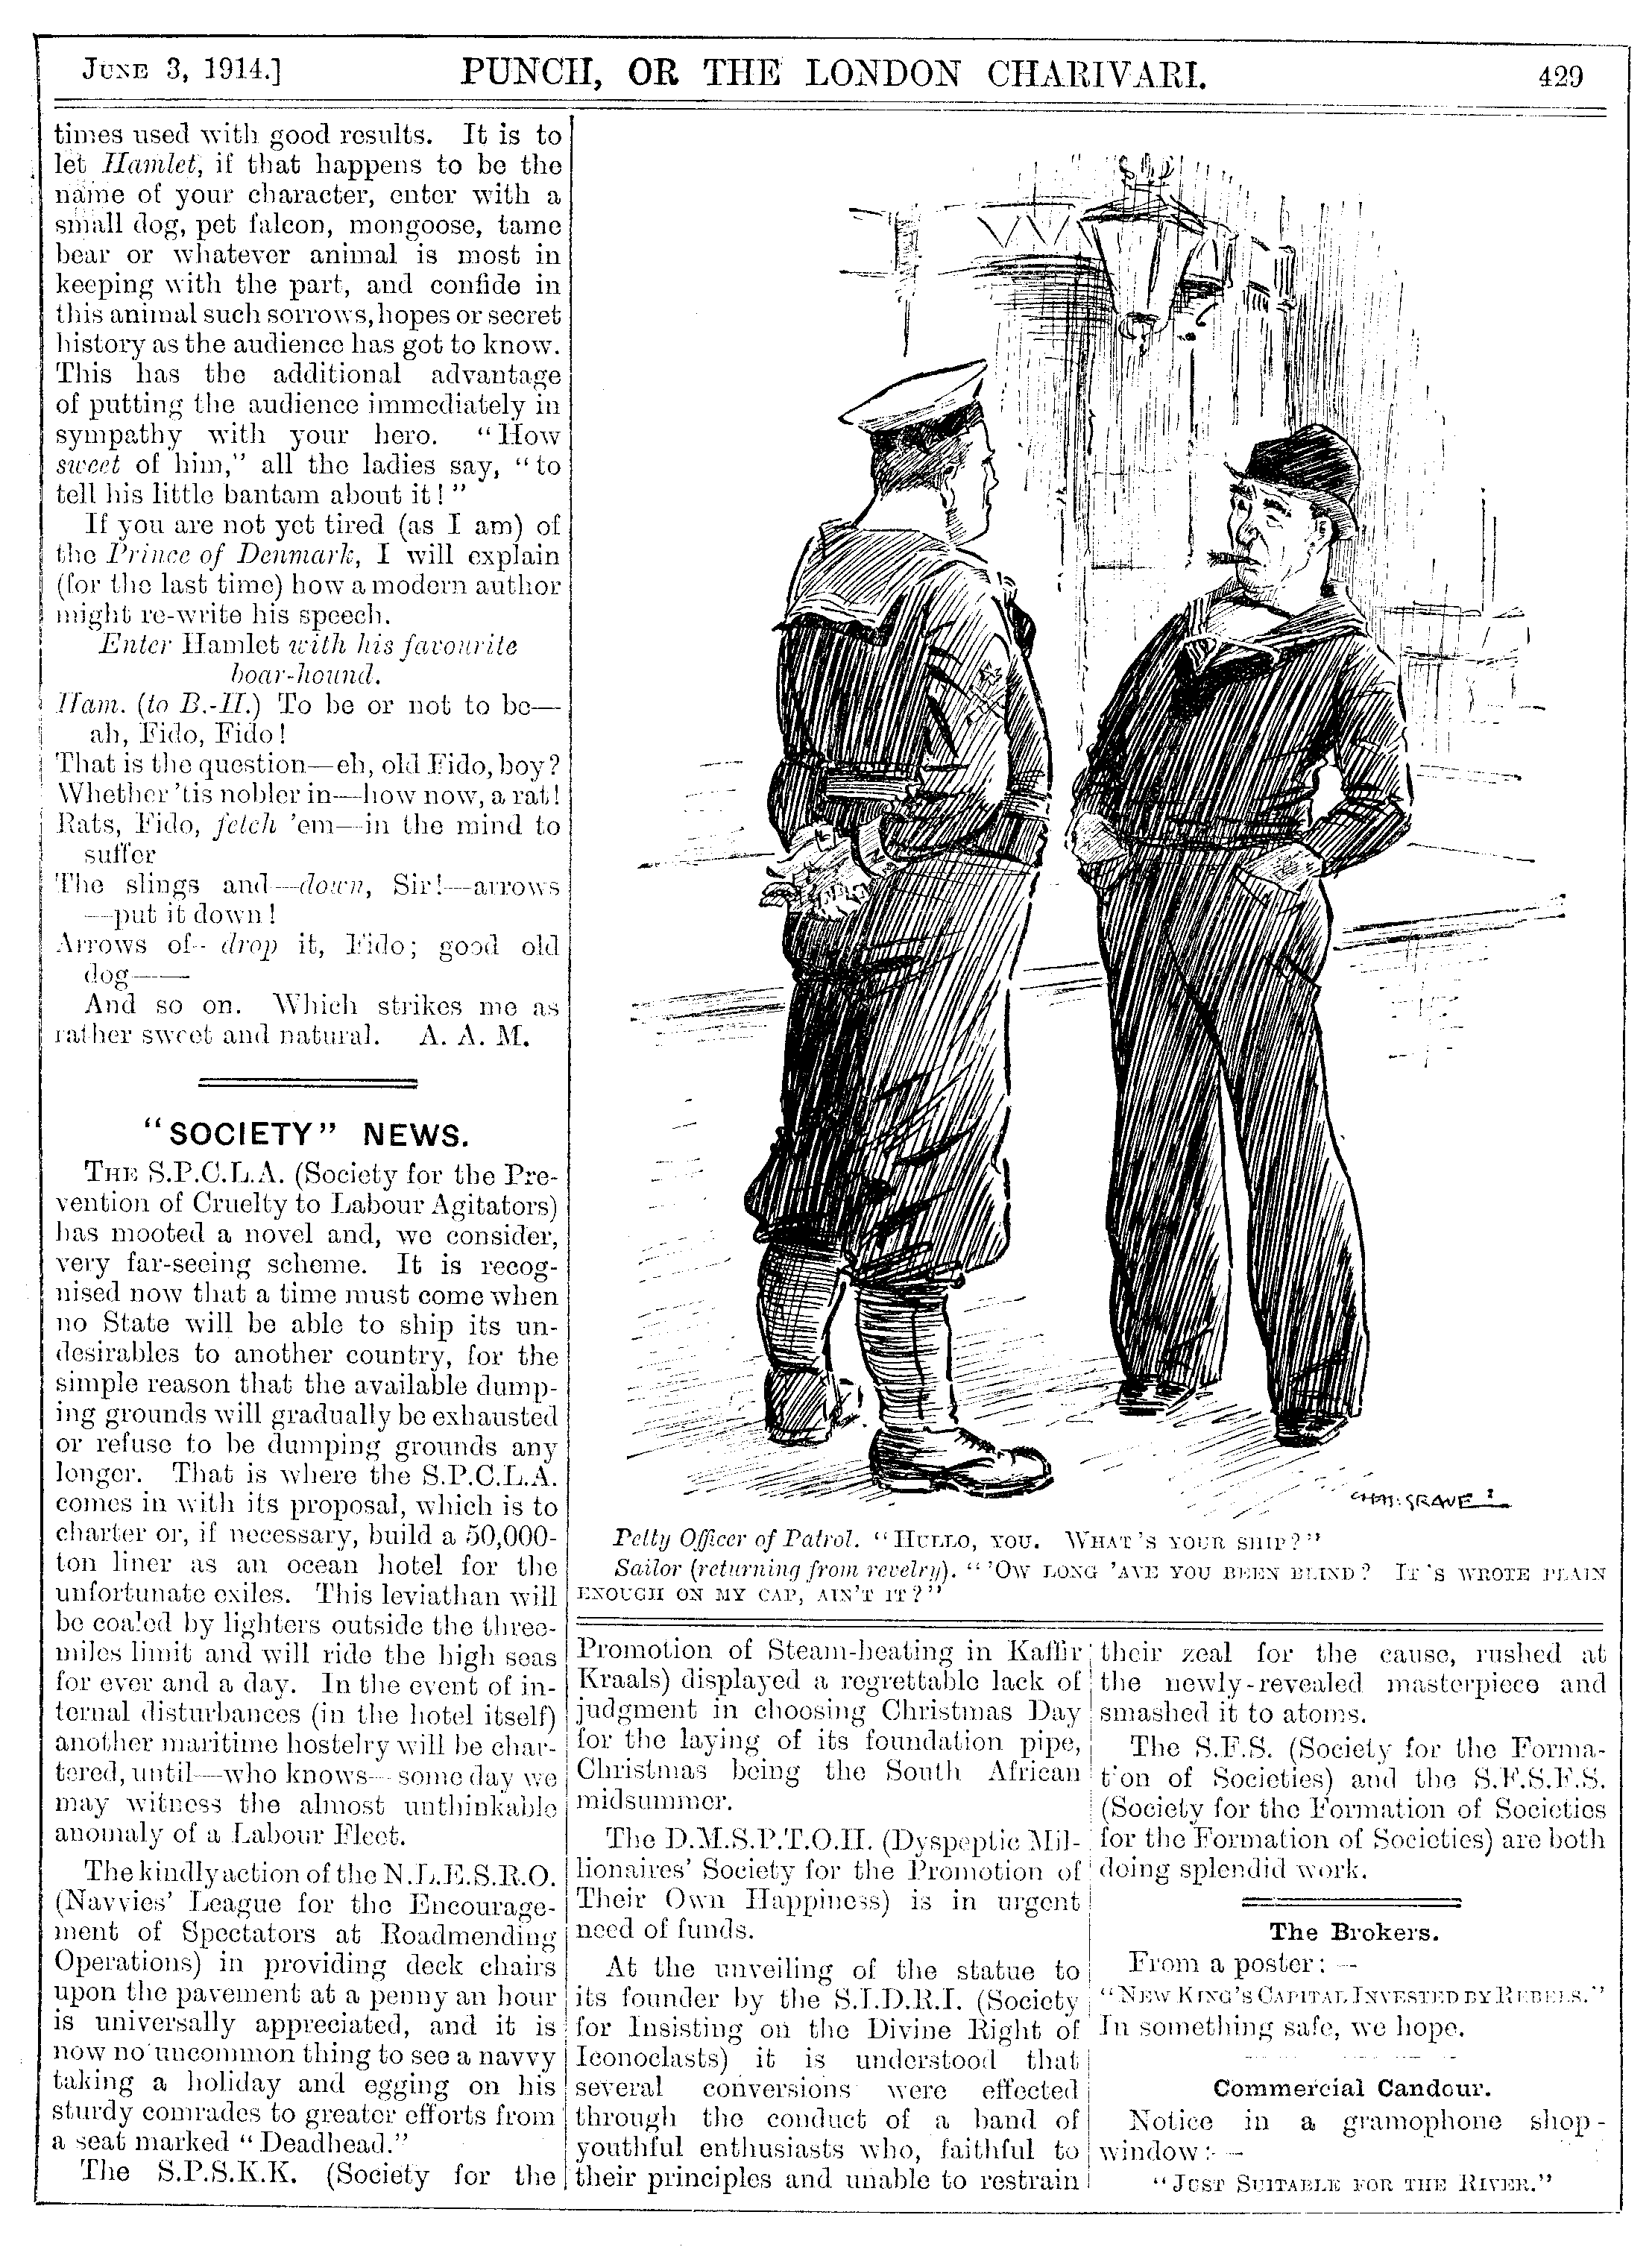 JUNE 3, 1914.]
PUNCH, OR THE LONDON CHARIVARI.
429
times used with good results. It is to
let Hamlet, if that happens to be the
name of your character, enter with a
small dog, pet falcon, mongoose, tame
bear or whatever animal is most in
keeping with the part, and confide in
this animal such sorrows, hopes or secret
history as the audience has got to know.
This has the additional advantage
of putting the audience immediately in
sympathy with your hero. "How
sweet of him," all the ladies say, "to
tell his little bantam about it!"
If you are not yet tired (as I am) of
the Prince of Denmark, I will explain
(for the last time) how a modern author
might re-write his speech.
Enter Hamlet with his favourite
boar-hound.
Ham. (to B.-H.) To be or not to be—
ah, Fido, Fido!
That is the question—eh, old Fido, boy?
Whether 'tis nobler in—how now, a rat!
Rats, Fido, fetch 'em—in the mind to
suffer
The slings and—down, Sir!—arrows
—put it down!
Arrows of—drop it, Fido; good old
dog——
And so on. Which strikes me as
rather sweet and natural. A. A. M.
"SOCIETY" NEWS.
THE S.P.C.L.A. (Society for the Pre-
vention of Cruelty to Labour Agitators)
has mooted a novel and, we consider,
very far-seeing scheme. It is recog-
nised now that a time must come when
no State will be able to ship its un-
desirables to another country, for the
simple reason that the available dump-
ing grounds will gradually be exhausted
or refuse to be dumping grounds any
longer. That is where the S.P.C.L.A.
comes in with its proposal, which is to
charter or, if necessary, build a 50,000-
ton liner as an ocean hotel for the
unfortunate exiles. This leviathan will
be coaled by lighters outside the three-
miles limit and will ride the high seas
for ever and a day. In the event of in-
ternal disturbances (in the hotel itself)
another maritime hostelry will be char-
tered, until—who knows—some day we
may witness the almost unthinkable
anomaly of a Labour Fleet.
The kindly action of the N.L.E.S.R.O.
(Navvies' League for the Encourage-
ment of Spectators at Roadmending
Operations) in providing deck chairs
upon the pavement at a penny an hour
is universally appreciated, and it is
now no uncommon thing to see a navvy
taking a holiday and egging on his
sturdy comrades to greater efforts from
a seat marked "Deadhead."
The S.P.S.K.K. (Society for the
CHAS. GRAVE
Petty Officer of Patrol. "HULLO, YOU. WHAT'S YOUR SHIP?"
Sailor (returning from revelry). "'OW LONG 'AVE YOU BEEN BLIND? IT'S WROTE PLAIN
ENOUGH ON MY CAP, AIN'T IT?"
Promotion of Steam-heating in Kaffir
Kraals) displayed a regrettable lack of
judgment in choosing Christmas Day
for the laying of its foundation pipe,
Christmas being the South African
midsummer.
The D.M.S.P.T.O.H. (Dyspeptic Mil-
lionaires' Society for the Promotion of
Their Own Happiness) is in urgent
need of funds.
At the unveiling of the statue to
its founder by the S.I.D.R.I. (Society
for Insisting on the Divine Right of
Iconoclasts) it is understood that
several conversions were effected
through the conduct of a band of
youthful enthusiasts who, faithful to
their principles and unable to restrain
their zeal for the cause, rushed at
the newly-revealed masterpiece and
smashed it to atoms.
The S.F.S. (Society for the Forma-
tion of Societies) and the S.F.S.F.S.
(Society for the Formation of Societies
for the Formation of Societies) are both
doing splendid work.
The Brokers.
From a poster:—
"NEW KING'S CAPITAL INVESTED BY REBELS."
In something safe, we hope.
Commercial Candour.
Notice in a gramophone shop-
window:—
"JUST SUITABLE FOR THE RIVER."